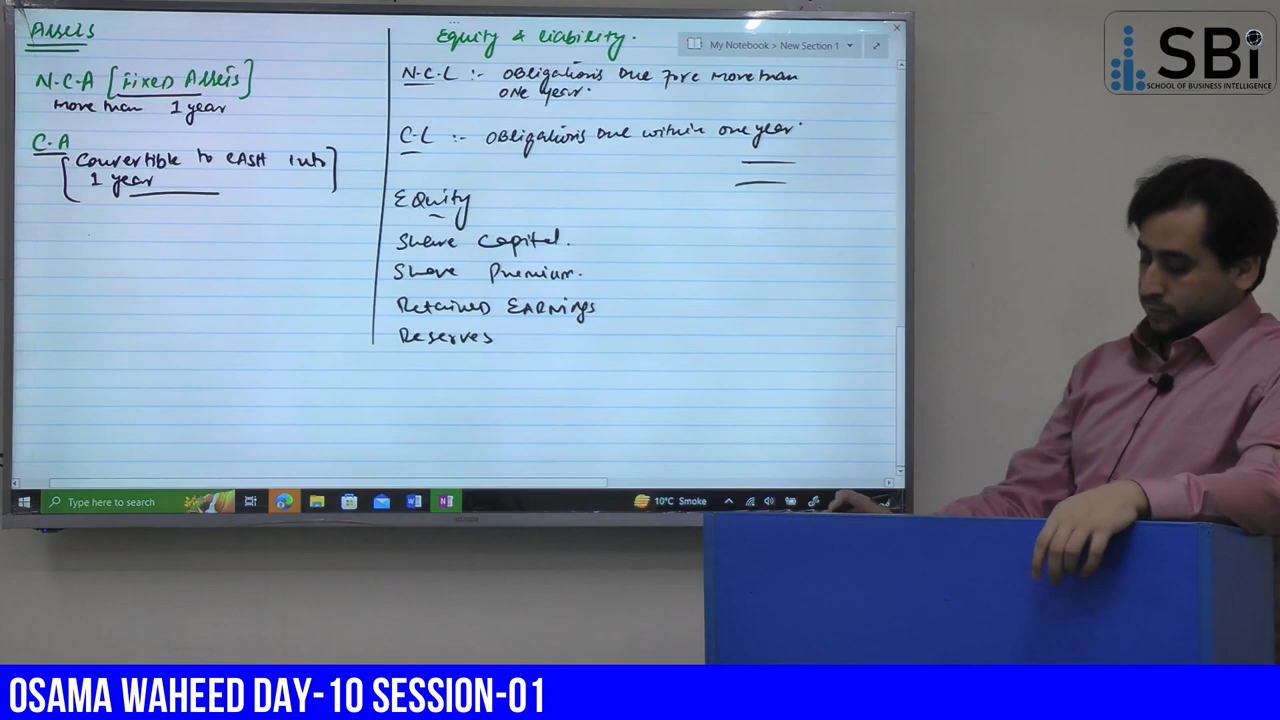 Assets
N.C.A [Fixed Assets]
More than 1 year
C.A
[Convertible to CASH into
1 year]
Equity & Liability.
N.C.L :- Obligations Due fore more than
one year.
C.L :- Obligations Due within one year.
Equity
Share Capital.
Share Premium.
Retained EARNings
Reserves
My Notebook > New Section 1
Type here to search
10°C Smoke
SBi
SCHOOL OF BUSINESS INTELLIGENCE
OSAMA WAHEED DAY-10 SESSION-01